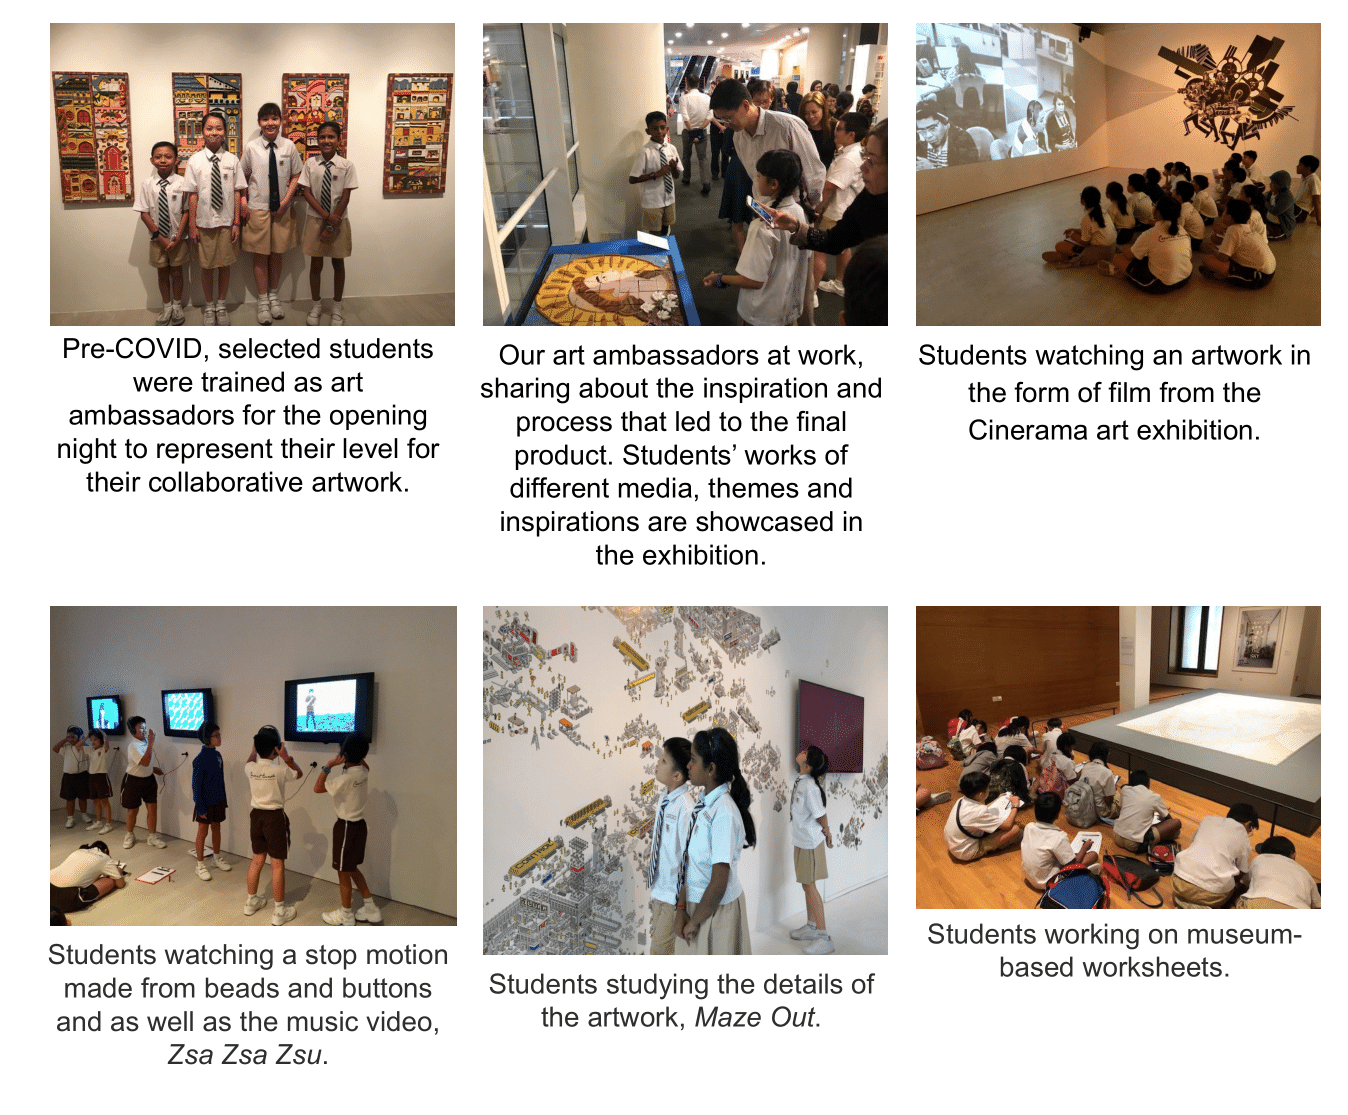 Pre-COVID, selected students
were trained as art
ambassadors for the opening
night to represent their level for
their collaborative artwork.
Our art ambassadors at work,
sharing about the inspiration and
process that led to the final
product. Students’ works of
different media, themes and
inspirations are showcased in
the exhibition.
Students watching an artwork in
the form of film from the
Cinerama art exhibition.
Students watching a stop motion
made from beads and buttons
and as well as the music video,
Zsa Zsa Zsu.
Students studying the details of
the artwork, Maze Out.
Students working on museum-
based worksheets.